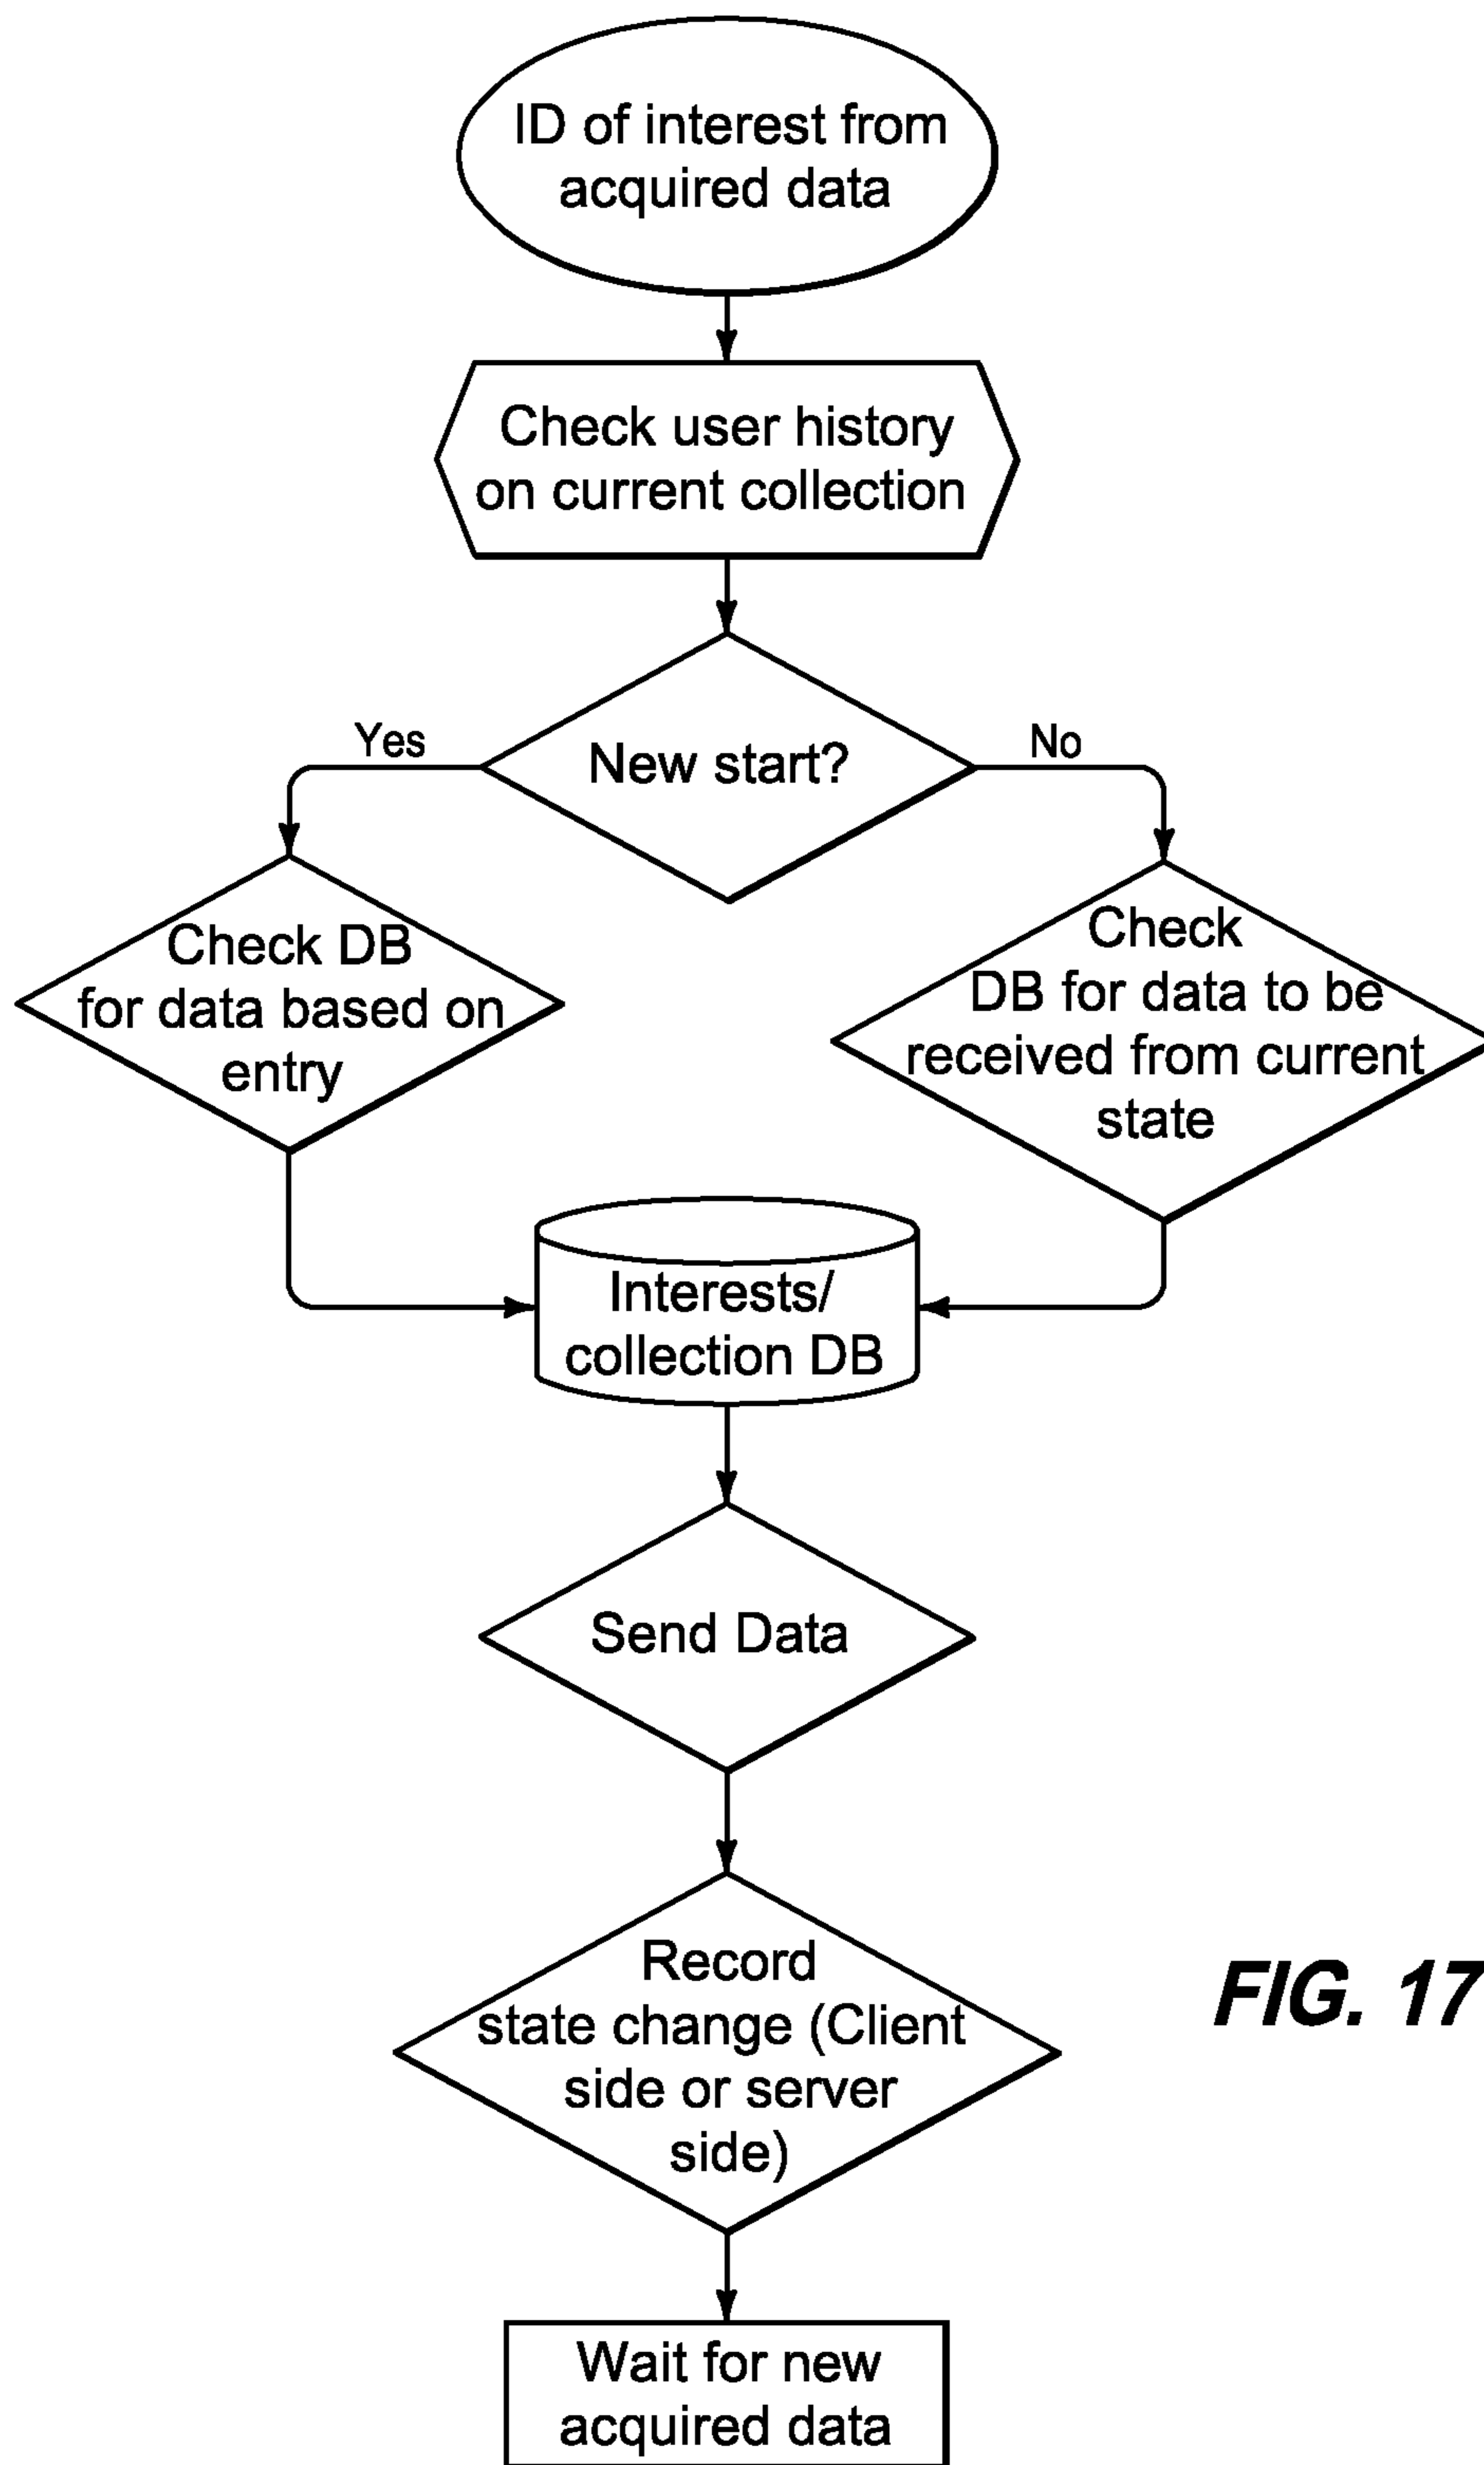 ID of interest from
acquired data
Check user history
on current collection
New start?
Yes
No
Check DB
for data based on
entry
Check
DB for data to be
received from current
state
Interests/
collection DB
Send Data
Record
state change (Client
side or server
side)
FIG. 17
Wait for new
acquired data